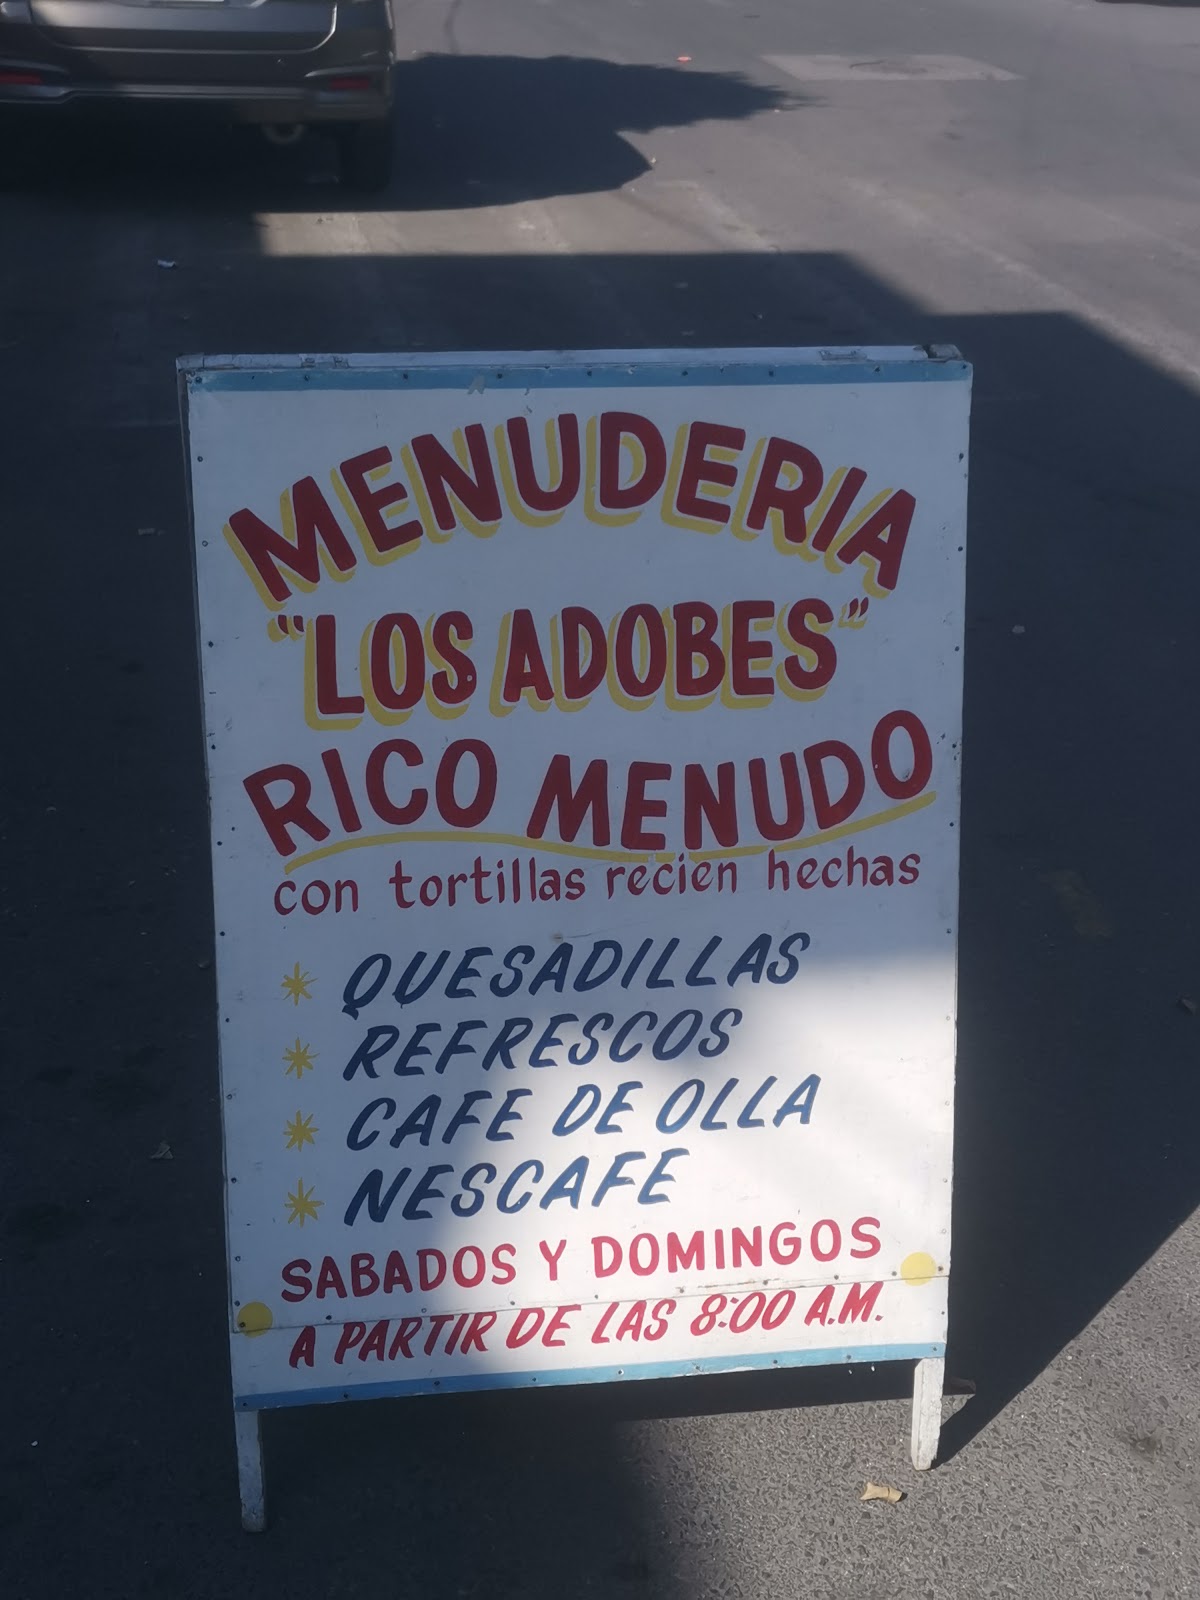 MENUDERIA
"LOS ADOBES"
RICO MENUDO
con tortillas recien hechas
QUESADILLAS
REFRESCOS
CAFE DE OLLA
NESCAFE
SABADOS Y DOMINGOS
A PARTIR DE LAS 8:00 A.M.